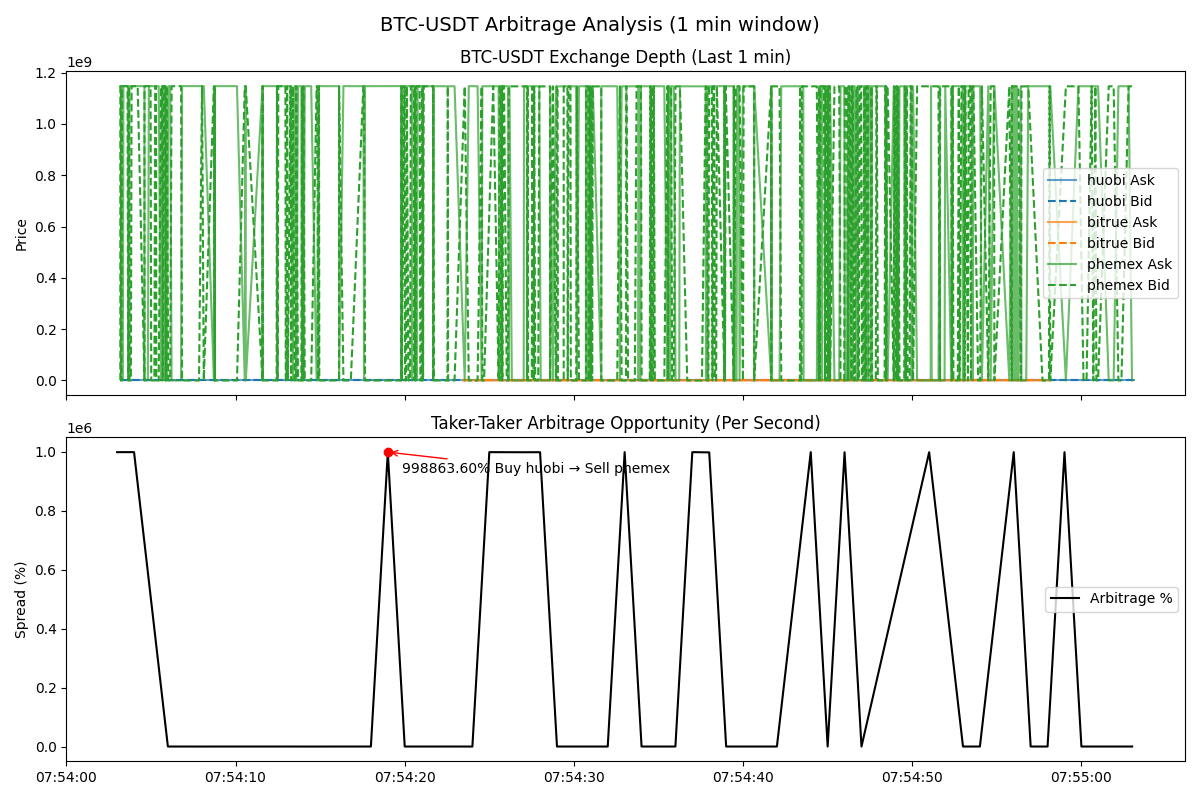 BTC-USDT Arbitrage Analysis (1 min window)
BTC-USDT Exchange Depth (Last 1 min)
1e9
1.2
1.0
0.8
0.6
0.4
0.2
0.0
Price
huobi Ask
huobi Bid
bitrue Ask
bitrue Bid
phemex Ask
phemex Bid
Taker-Taker Arbitrage Opportunity (Per Second)
1e6
1.0
0.8
0.6
0.4
0.2
0.0
Spread (%)
998863.60% Buy huobi → Sell phemex
Arbitrage %
07:54:00
07:54:10
07:54:20
07:54:30
07:54:40
07:54:50
07:55:00